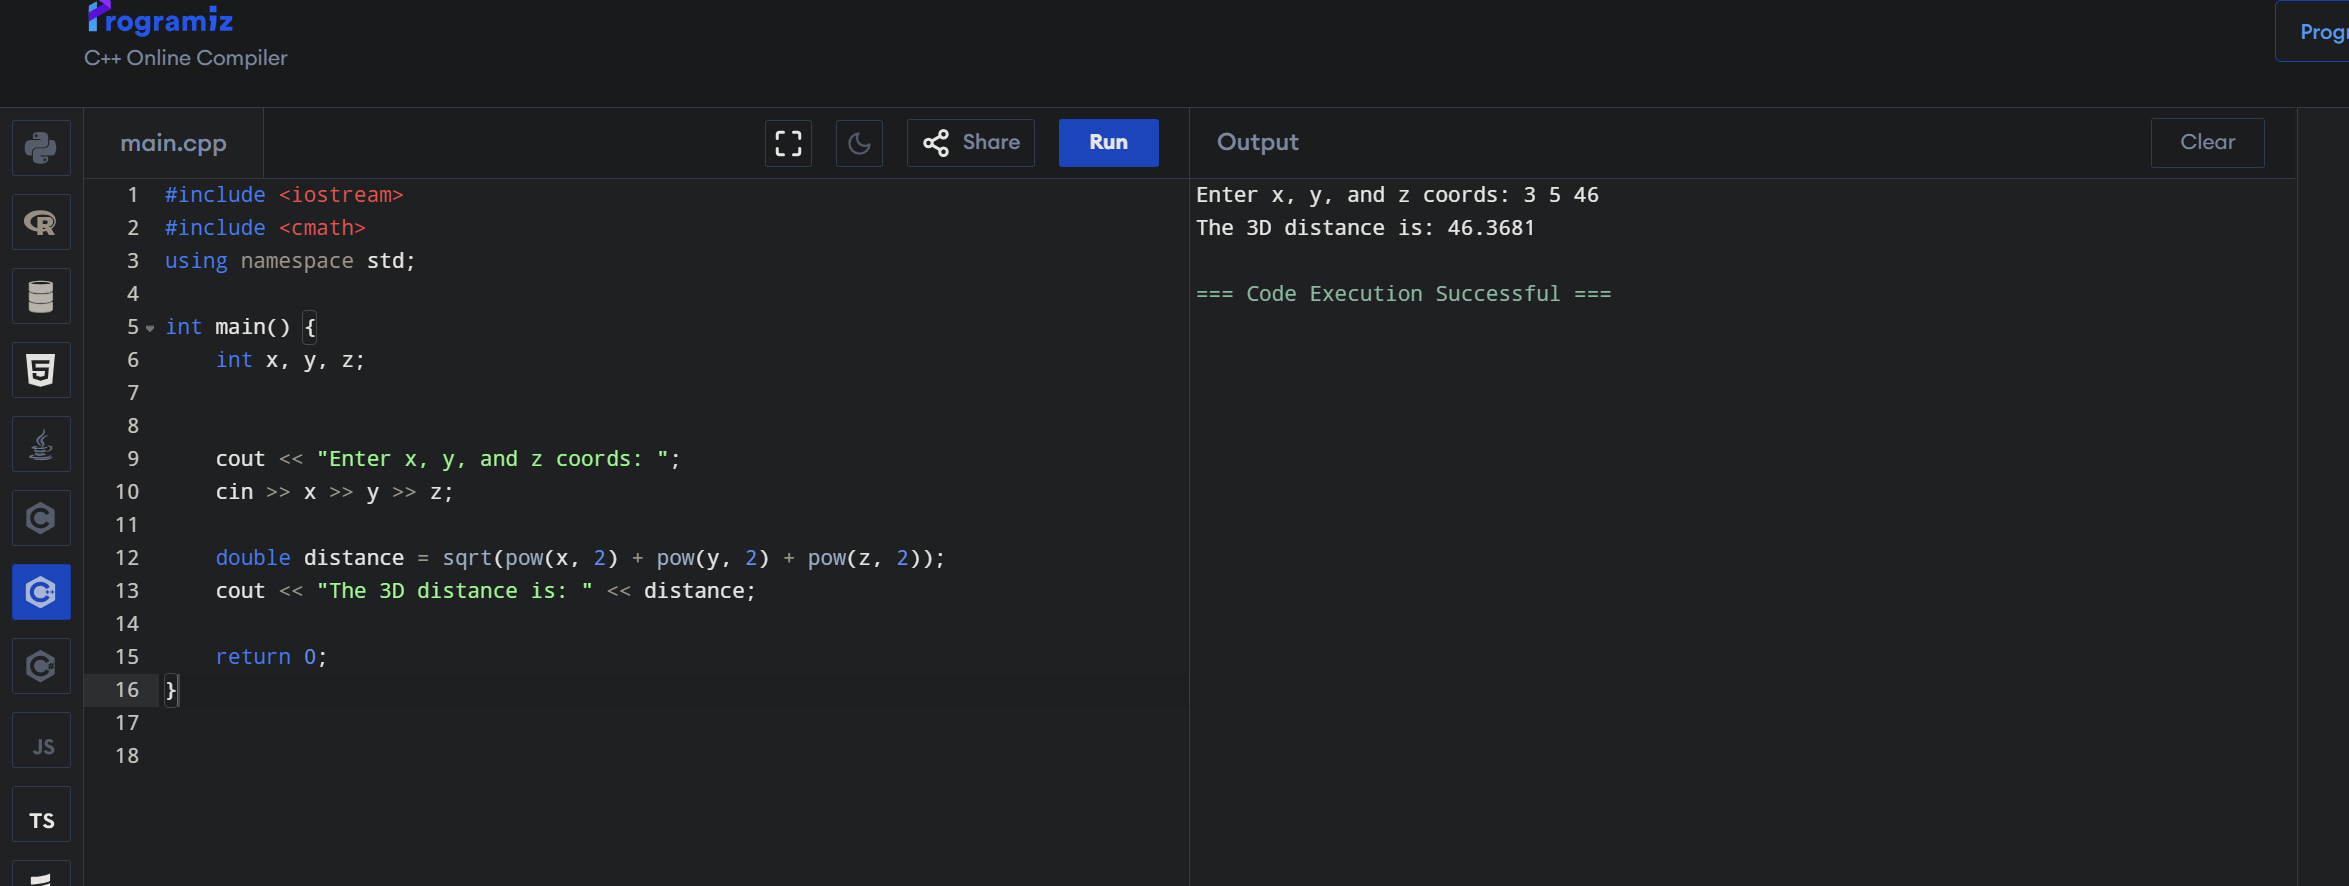 Programiz
C++ Online Compiler
Progr
main.cpp
Share
Run
Output
Clear
1 #include <iostream>
2 #include <cmath>
3 using namespace std;
4
5 int main() {
6     int x, y, z;
7
8
9     cout << "Enter x, y, and z coords: ";
10     cin >> x >> y >> z;
11
12     double distance = sqrt(pow(x, 2) + pow(y, 2) + pow(z, 2));
13     cout << "The 3D distance is: " << distance;
14
15     return 0;
16 }
17
18
Enter x, y, and z coords: 3 5 46
The 3D distance is: 46.3681
=== Code Execution Successful ===
R
5
C
C++
C#
JS
TS